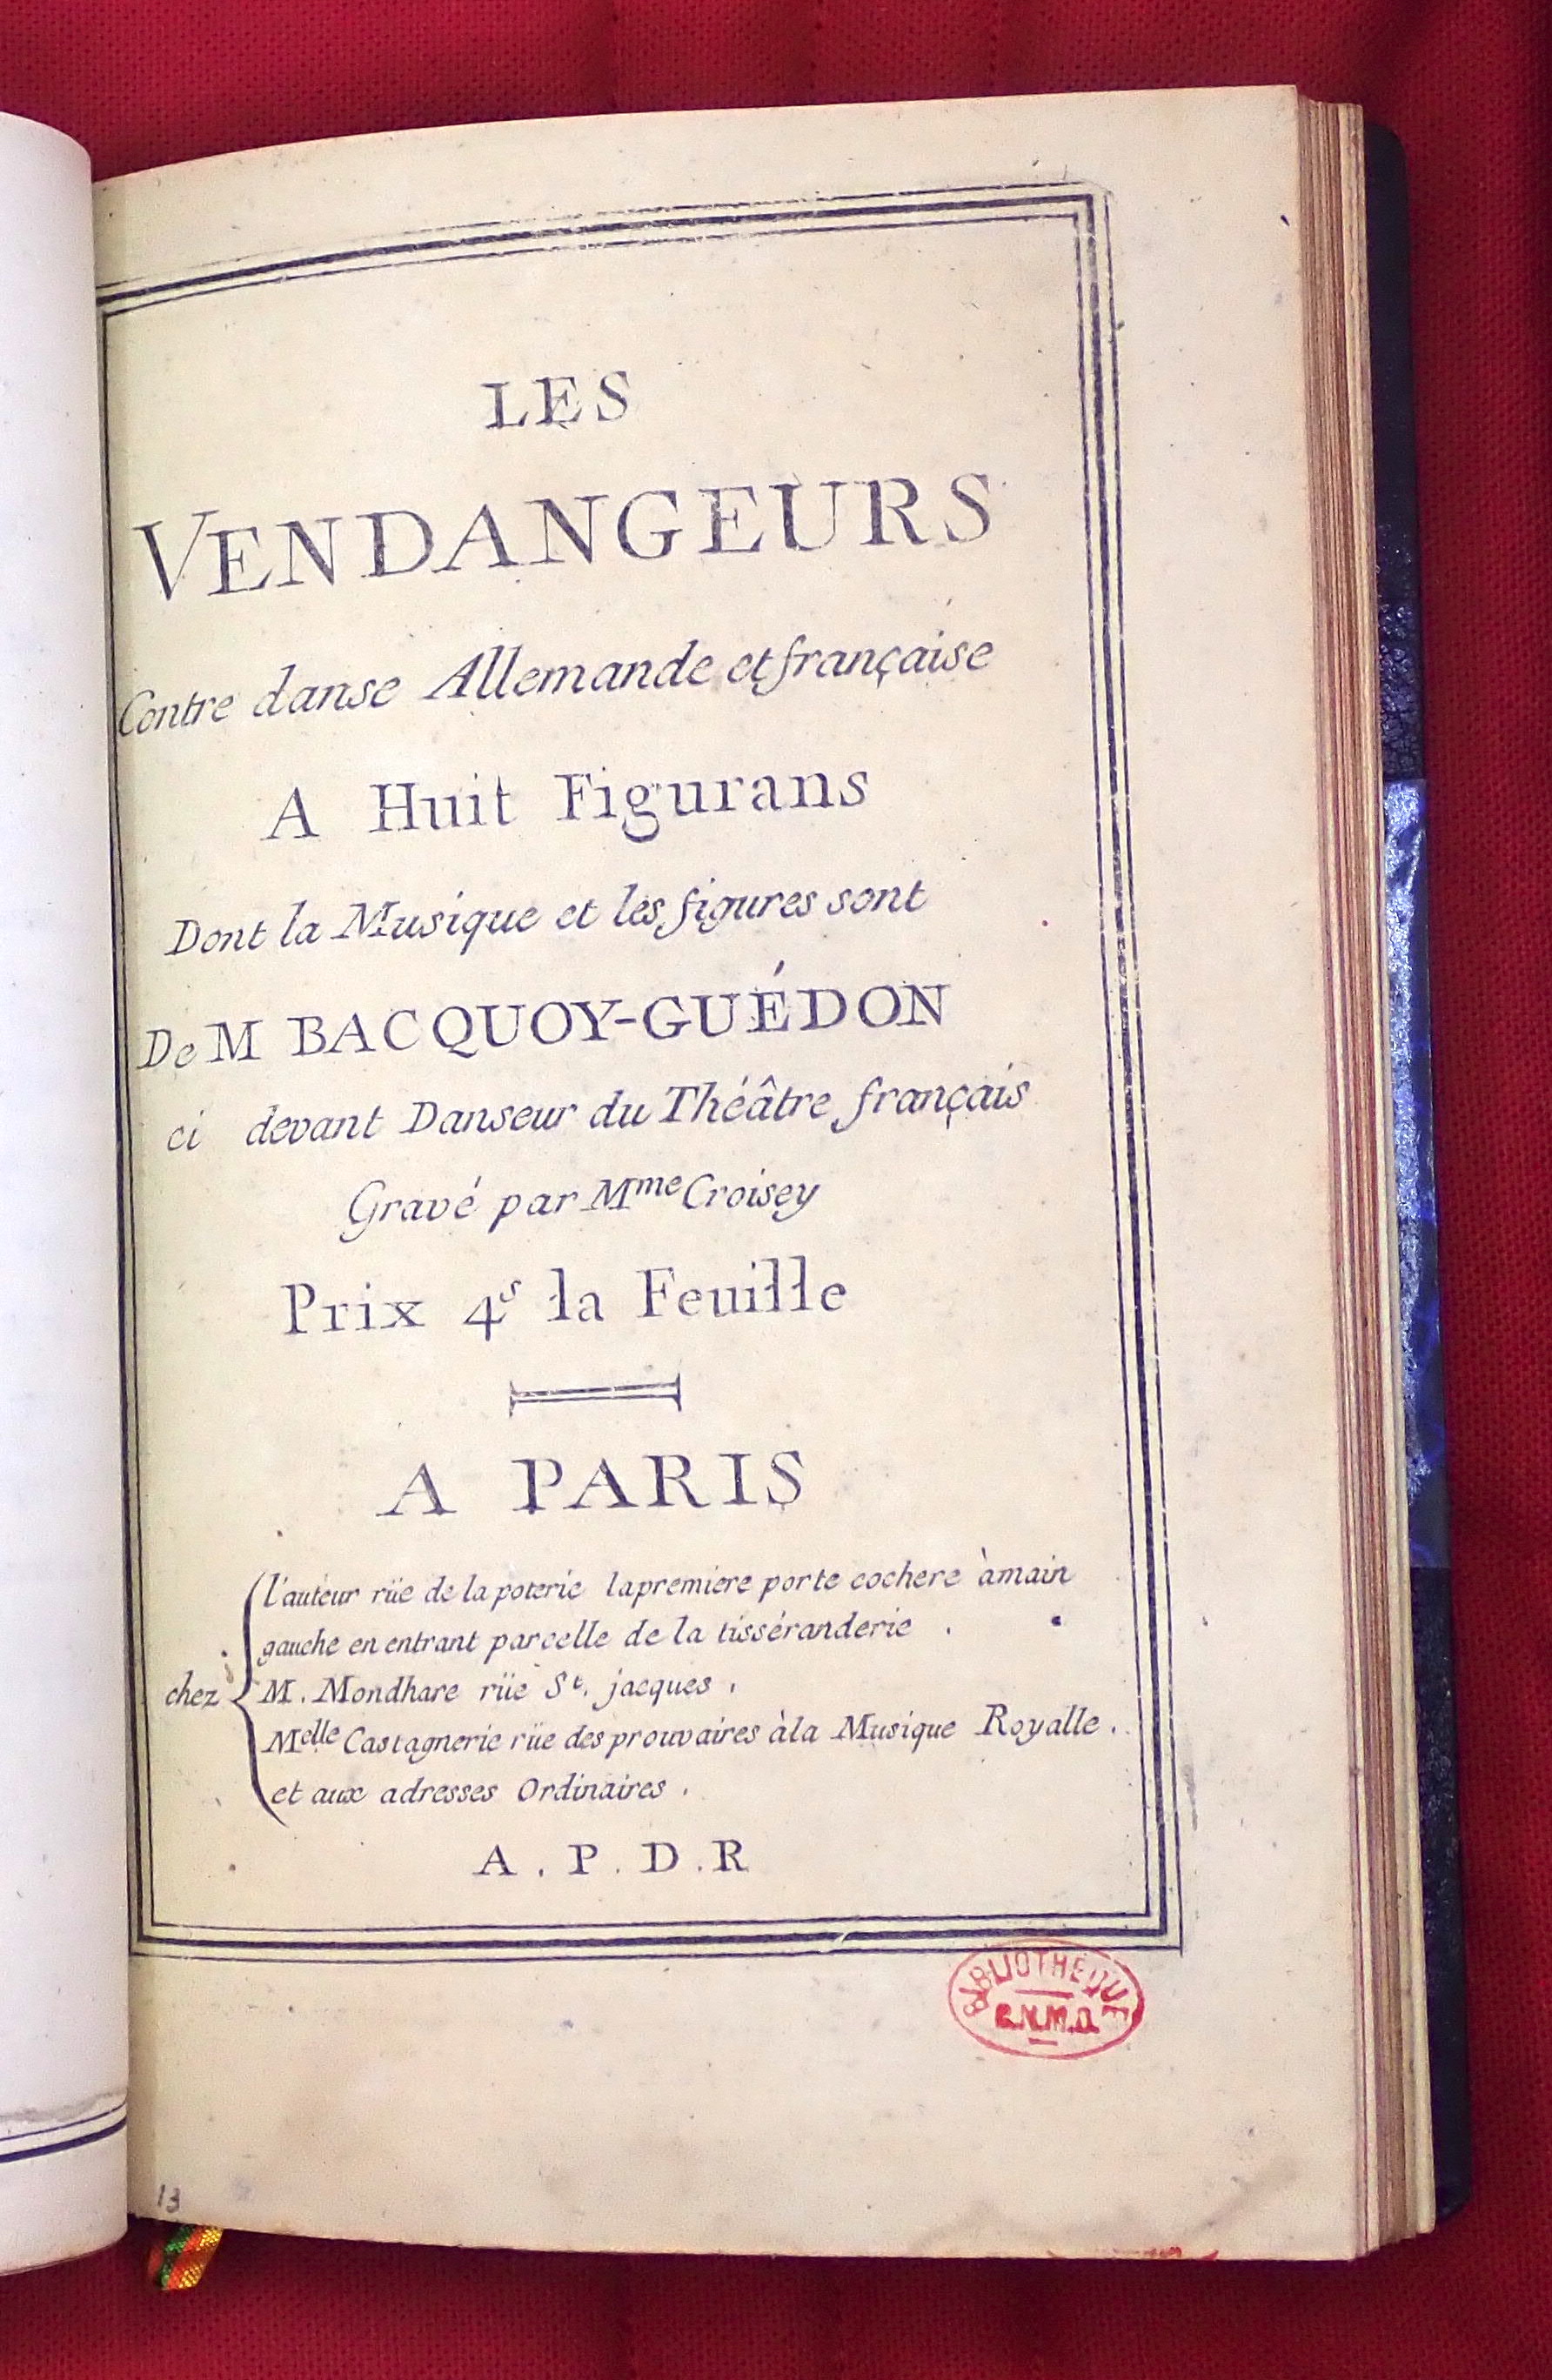 LES
VENDANGEURS
Contre danse Allemande et française
A Huit Figurans
Dont la Musique et les figures sont
De M BACQUOY-GUÉDON
ci devant Danseur du Théâtre français
Gravé par Mme Croisey
Prix 4s la Feuille
A PARIS
l'auteur rüe de la poterie lapremiere porte cochere àmain
gauche en entrant parcelle de la tisséranderie .
chez M. Mondhare rüe St. jacques .
Melle Castagnerie rüe des prouvaires àla Musique Royalle .
et aux adresses Ordinaires .
A . P . D . R
BIBLIOTHEQUE
13